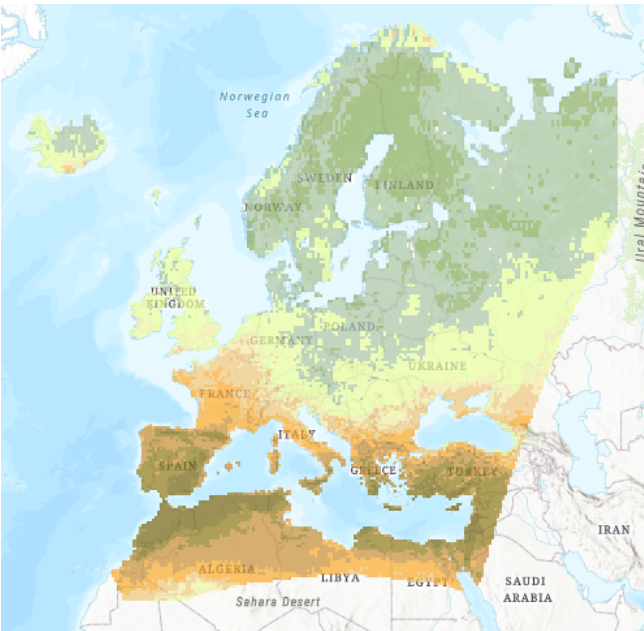 Norwegian
Sea
SWEDEN
FINLAND
NORWAY
Ural Mountain
UNITED
KINGDOM
POLAND
GERMANY
UKRAINE
FRANCE
ITALY
SPAIN
GREECE
TURKEY
IRAN
ALGERIA
LIBYA
EGYPT
SAUDI
ARABIA
Sahara Desert